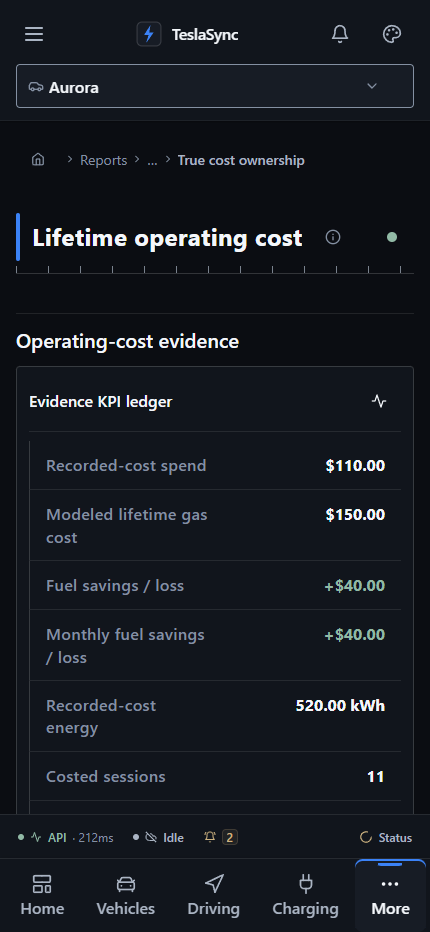 TeslaSync
Aurora
Reports
...
True cost ownership
Lifetime operating cost
Operating-cost evidence
Evidence KPI ledger
Recorded-cost spend
$110.00
Modeled lifetime gas
cost
$150.00
Fuel savings / loss
+$40.00
Monthly fuel savings
/ loss
+$40.00
Recorded-cost
energy
520.00 kWh
Costed sessions
11
API · 212ms
Idle
2
Status
Home
Vehicles
Driving
Charging
More